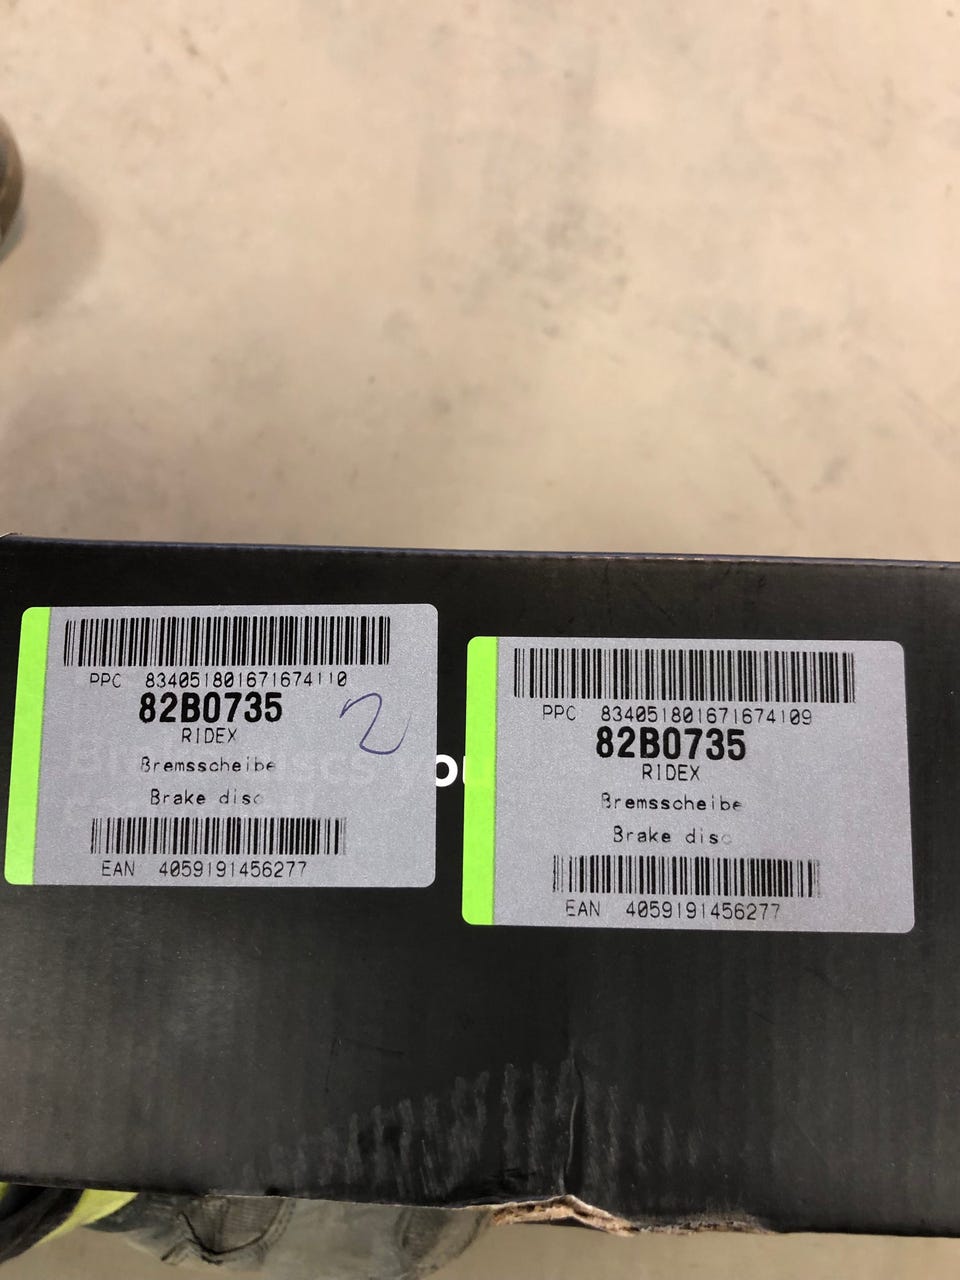 PPC 834051801671674110
82B0735
RIDEX
2
Bremsscheibe
Brake disc
EAN 4059191456277
PPC 834051801671674109
82B0735
RIDEX
Bremsscheibe
Brake disc
EAN 4059191456277